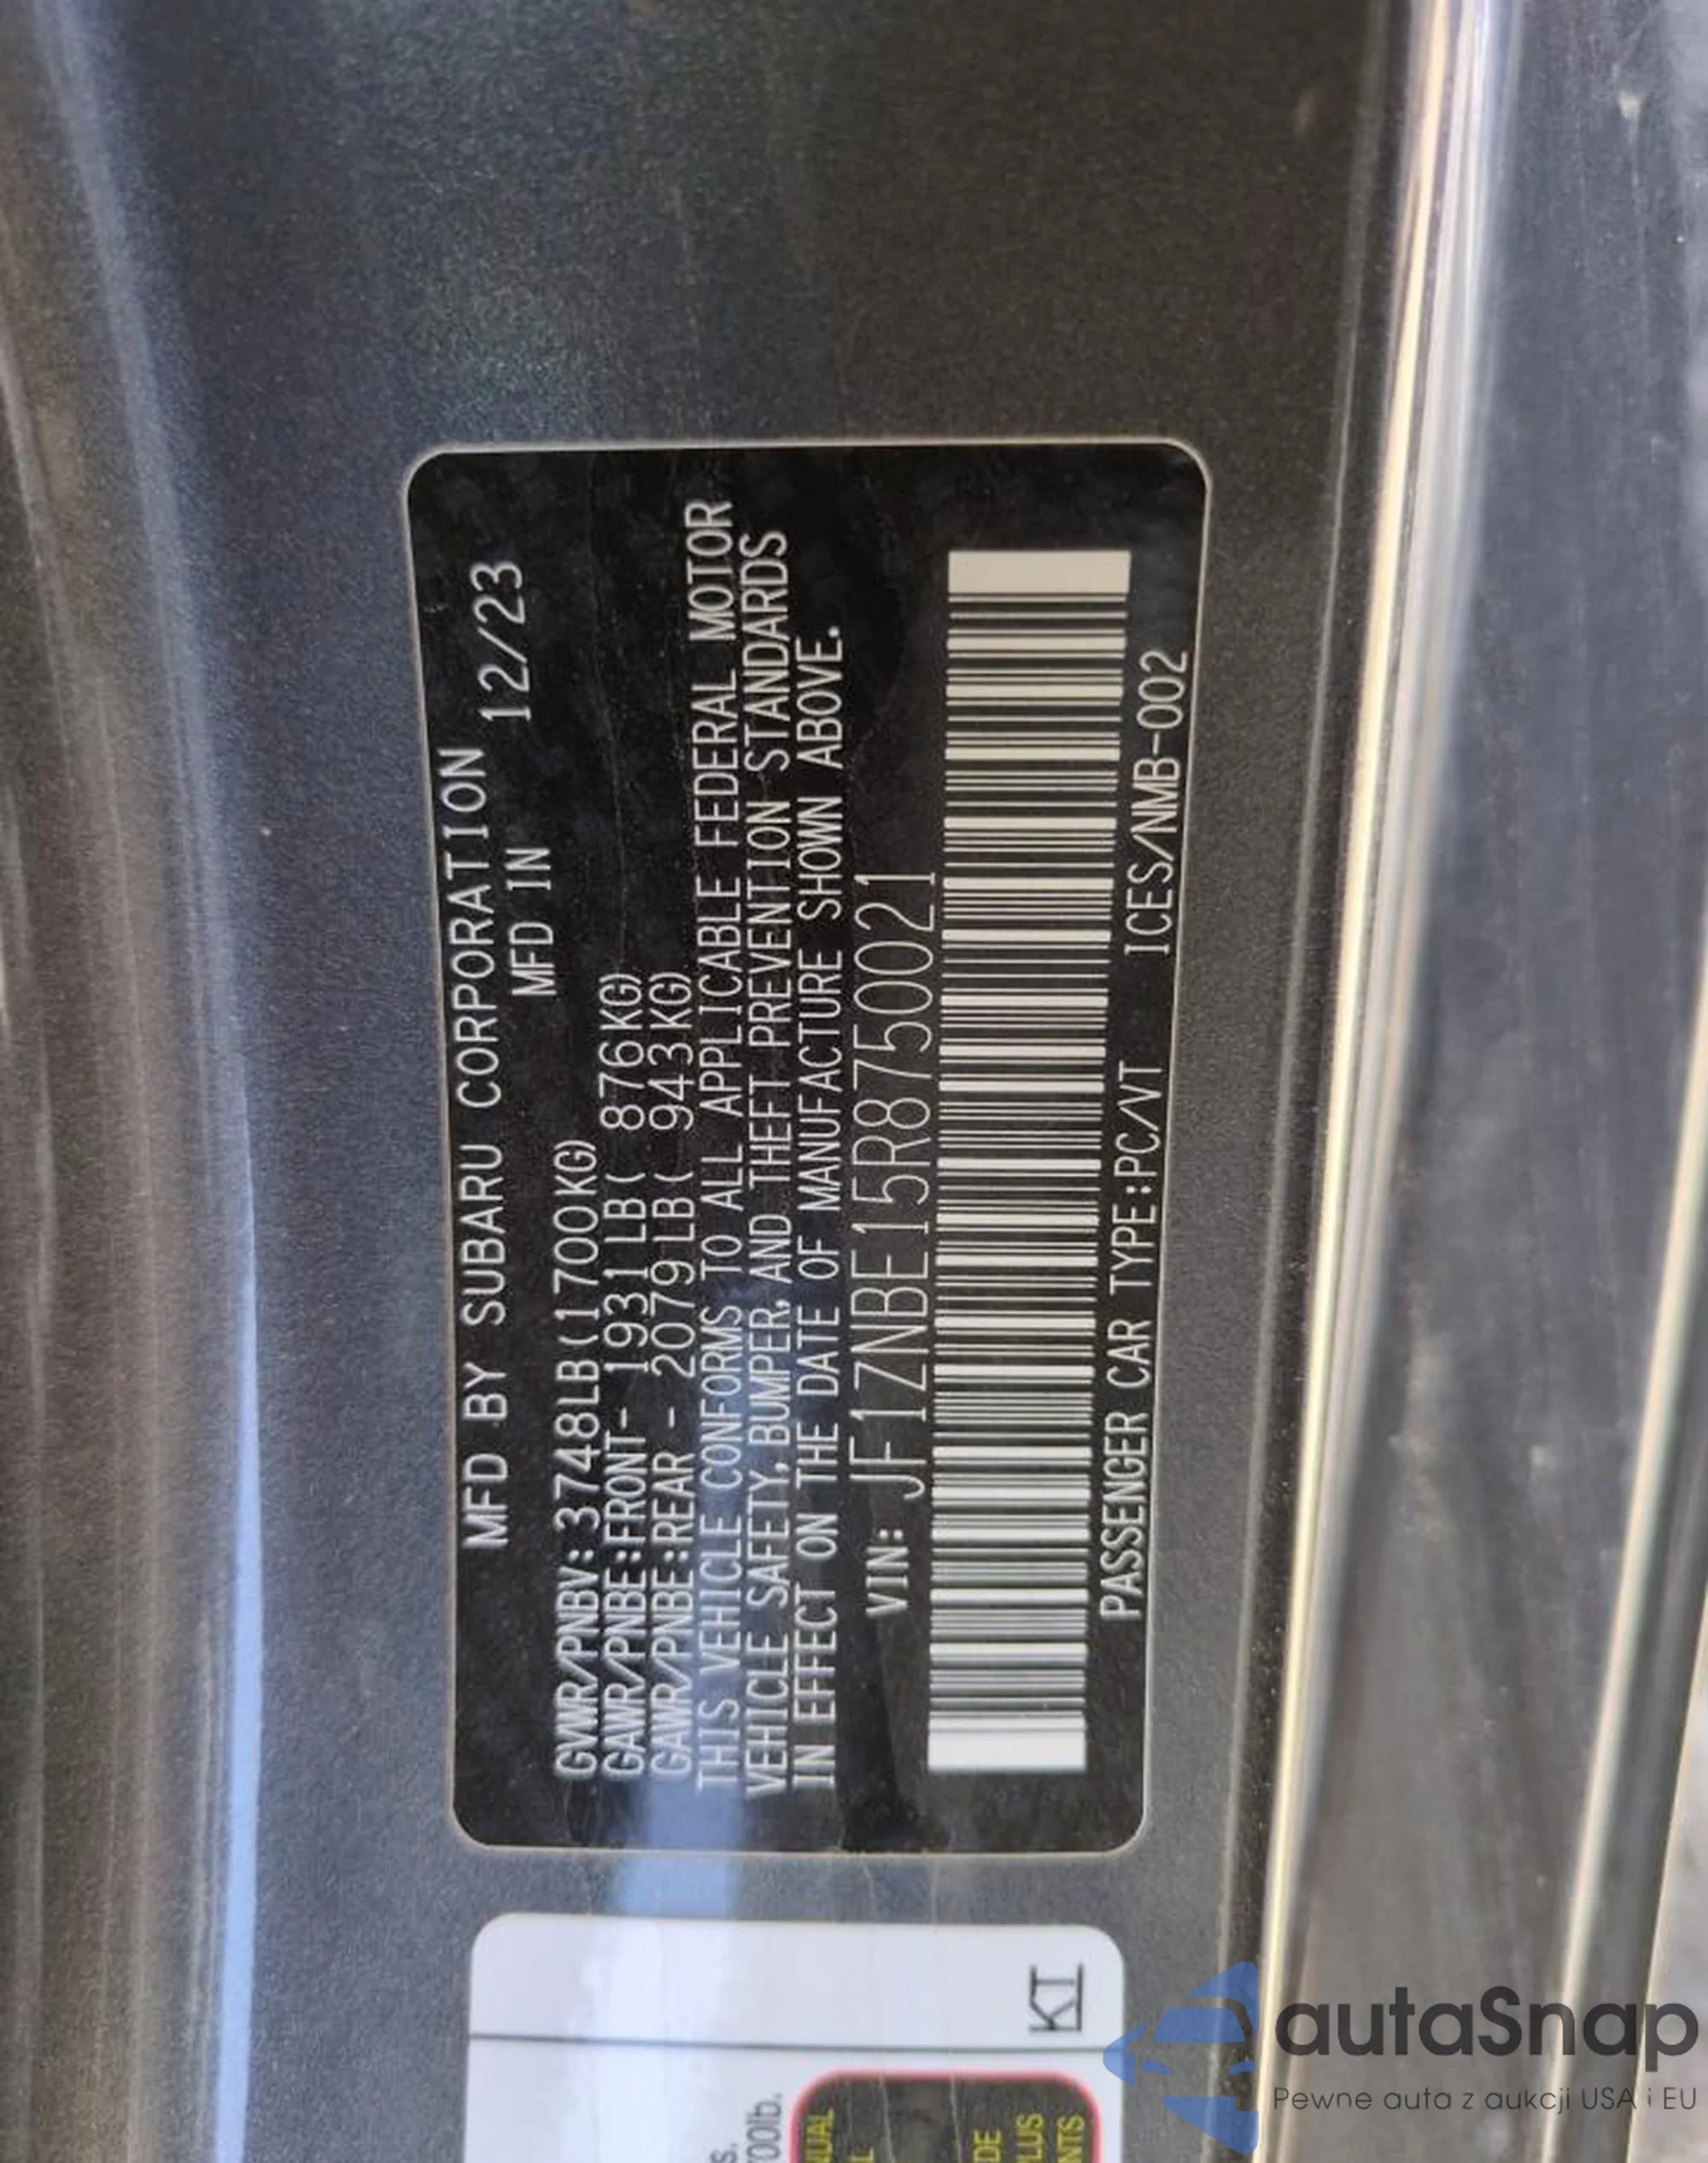 MFD BY SUBARU CORPORATION
MFD IN 12/23
GVWR/PNBV:3748LB(1700KG)
GAWR/PNBE:FRONT- 1931LB( 876KG)
GAWR/PNBE:REAR - 2079LB( 943KG)
THIS VEHICLE CONFORMS TO ALL APPLICABLE FEDERAL MOTOR
VEHICLE SAFETY, BUMPER, AND THEFT PREVENTION STANDARDS
IN EFFECT ON THE DATE OF MANUFACTURE SHOWN ABOVE.
VIN: JF1ZNBE15R8750021
PASSENGER CAR TYPE:PC/VT ICES/NMB-002
KI
autaSnap
Pewne auta z aukcji USA i EU